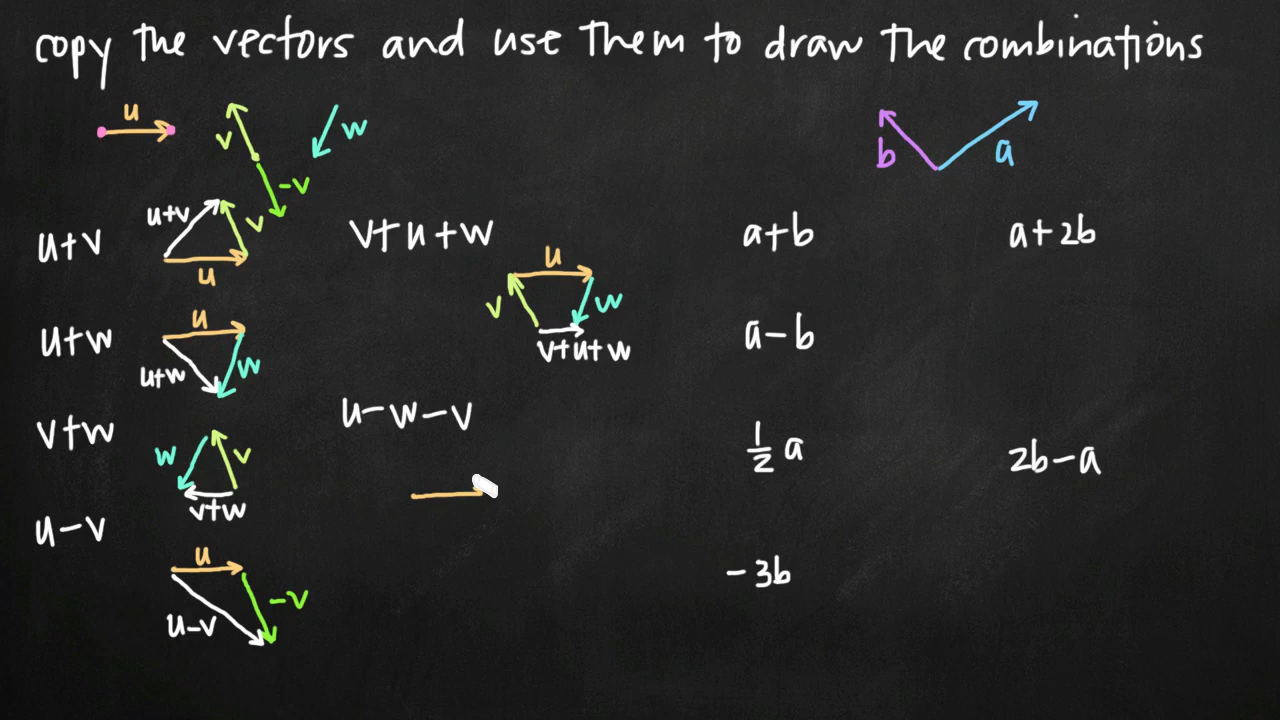 copy the vectors and use them to draw the combinations
u
v
-v
w
b
a
u+v
u+v
v
u
u+w
u
u+w
w
v+w
w
v
v+w
u-v
u
-v
u-v
v+u+w
u
v
w
v+u+w
u-w-v
a+b
a+2b
a-b
1/2 a
2b-a
-3b